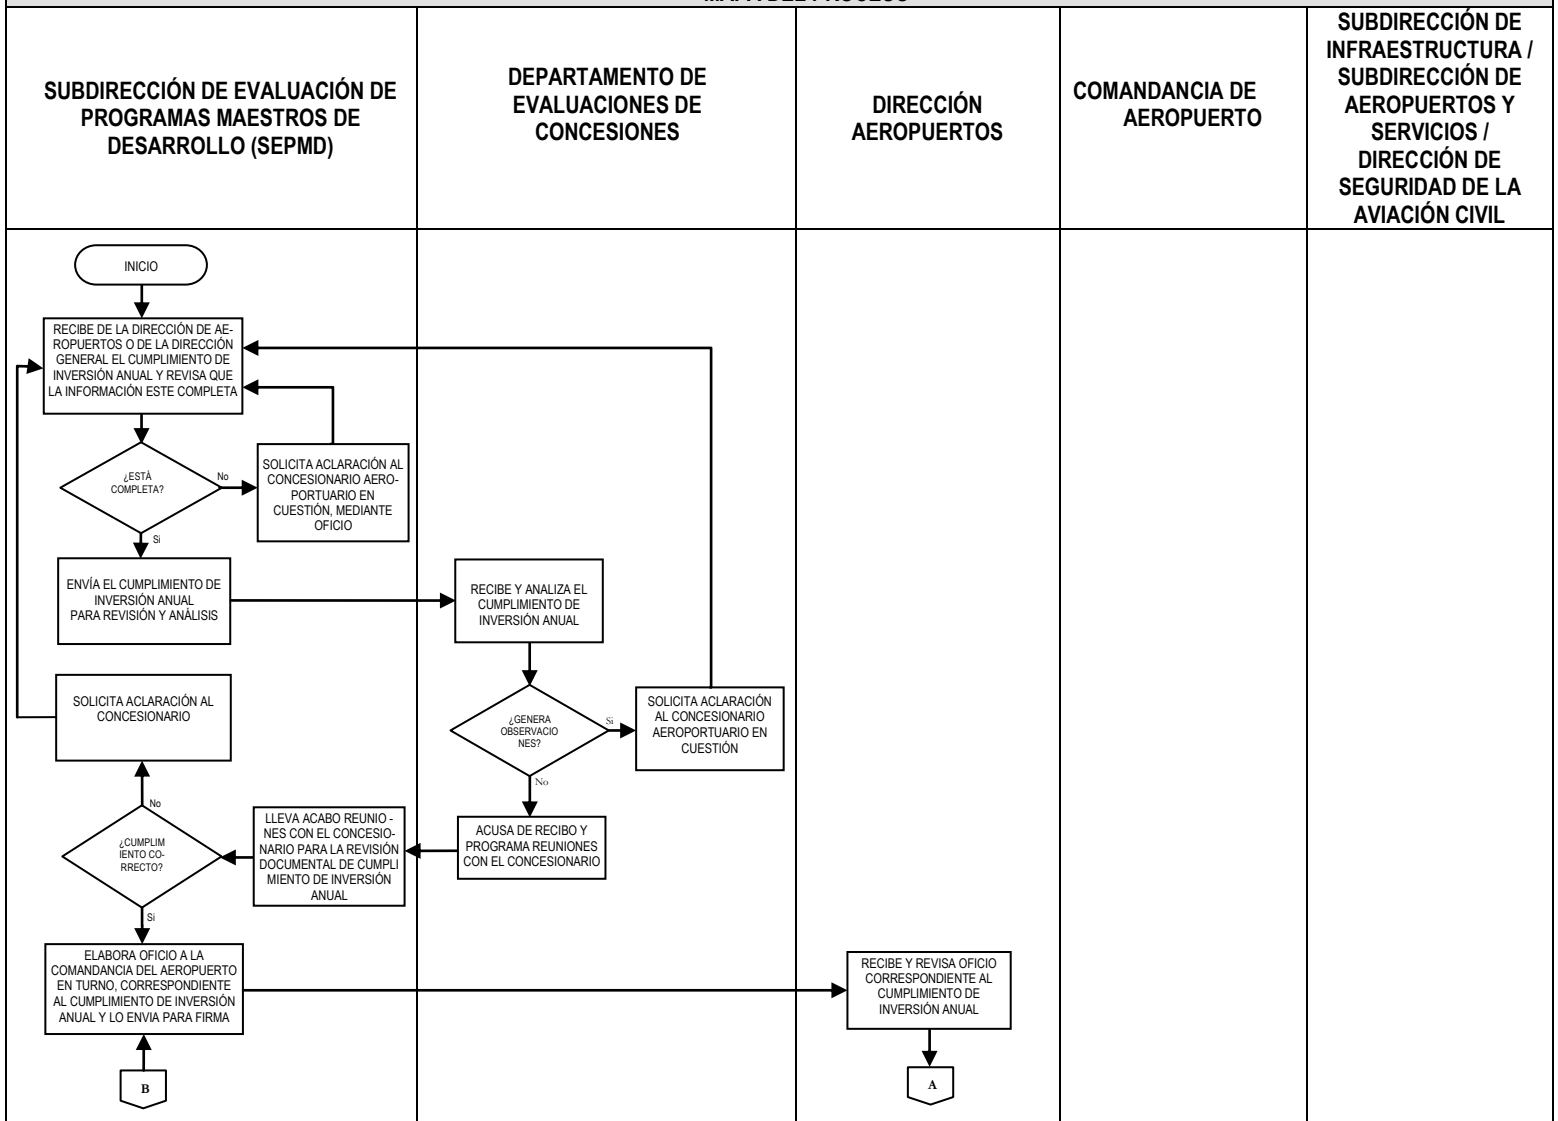 SUBDIRECCIÓN DE EVALUACIÓN DE
PROGRAMAS MAESTROS DE
DESARROLLO (SEPMD)
DEPARTAMENTO DE
EVALUACIONES DE
CONCESIONES
DIRECCIÓN
AEROPUERTOS
COMANDANCIA DE
AEROPUERTO
SUBDIRECCIÓN DE
INFRAESTRUCTURA /
SUBDIRECCIÓN DE
AEROPUERTOS Y
SERVICIOS /
DIRECCIÓN DE
SEGURIDAD DE LA
AVIACIÓN CIVIL
INICIO
RECIBE DE LA DIRECCIÓN DE AE-
ROPUERTOS O DE LA DIRECCIÓN
GENERAL EL CUMPLIMIENTO DE
INVERSIÓN ANUAL Y REVISA QUE
LA INFORMACIÓN ESTE COMPLETA
¿ESTÁ
COMPLETA?
No
SOLICITA ACLARACIÓN AL
CONCESIONARIO AERO-
PORTUARIO EN
CUESTIÓN, MEDIANTE
OFICIO
Si
ENVÍA EL CUMPLIMIENTO DE
INVERSIÓN ANUAL
PARA REVISIÓN Y ANÁLISIS
RECIBE Y ANALIZA EL
CUMPLIMIENTO DE
INVERSIÓN ANUAL
SOLICITA ACLARACIÓN AL
CONCESIONARIO
¿GENERA
OBSERVACIO
NES?
Si
SOLICITA ACLARACIÓN
AL CONCESIONARIO
AEROPORTUARIO EN
CUESTIÓN
No
ACUSA DE RECIBO Y
PROGRAMA REUNIONES
CON EL CONCESIONARIO
LLEVA ACABO REUNIO -
NES CON EL CONCESIO-
NARIO PARA LA REVISIÓN
DOCUMENTAL DE CUMPLI
MIENTO DE INVERSIÓN
ANUAL
No
¿CUMPLIM
IENTO CO-
RRECTO?
Si
ELABORA OFICIO A LA
COMANDANCIA DEL AEROPUERTO
EN TURNO, CORRESPONDIENTE
AL CUMPLIMIENTO DE INVERSIÓN
ANUAL Y LO ENVIA PARA FIRMA
RECIBE Y REVISA OFICIO
CORRESPONDIENTE AL
CUMPLIMIENTO DE
INVERSIÓN ANUAL
B
A